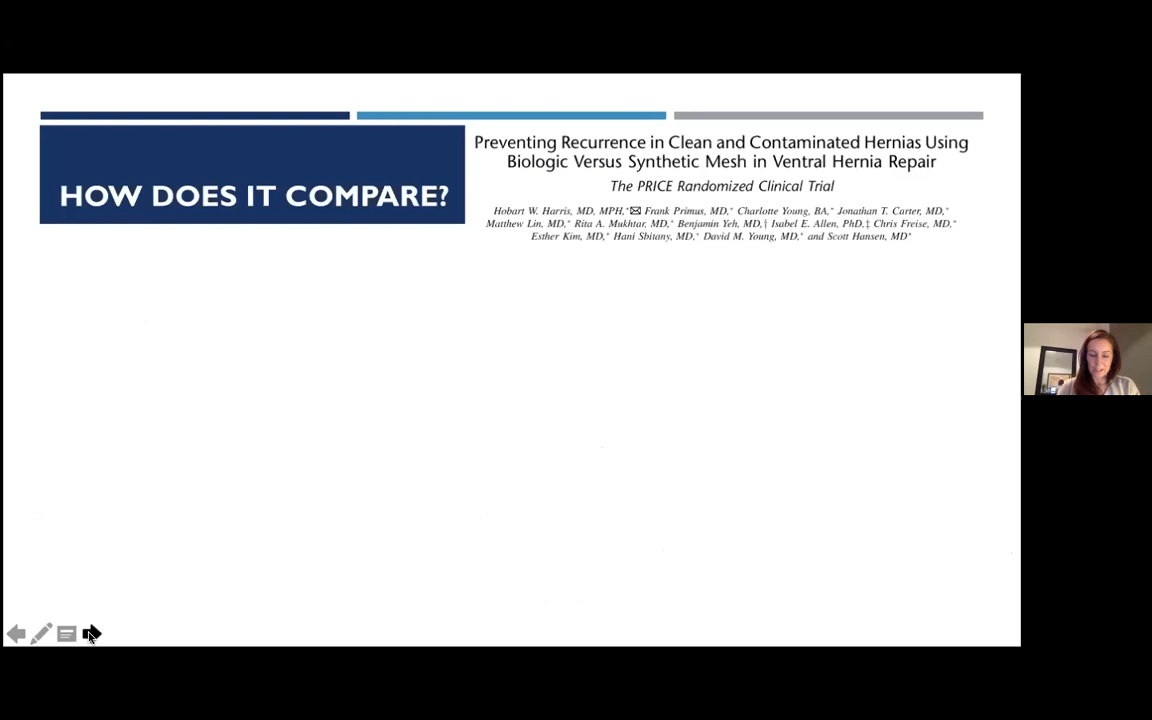 HOW DOES IT COMPARE?
Preventing Recurrence in Clean and Contaminated Hernias Using
Biologic Versus Synthetic Mesh in Ventral Hernia Repair
The PRICE Randomized Clinical Trial
Hobart W. Harris, MD, MPH,*✉ Frank Primus, MD,* Charlotte Young, BA,* Jonathan T. Carter, MD,*
Matthew Lin, MD,* Rita A. Mukhtar, MD,* Benjamin Yeh, MD,† Isabel E. Allen, PhD,‡ Chris Freise, MD,*
Esther Kim, MD,* Hani Sbitany, MD,* David M. Young, MD,* and Scott Hansen, MD*